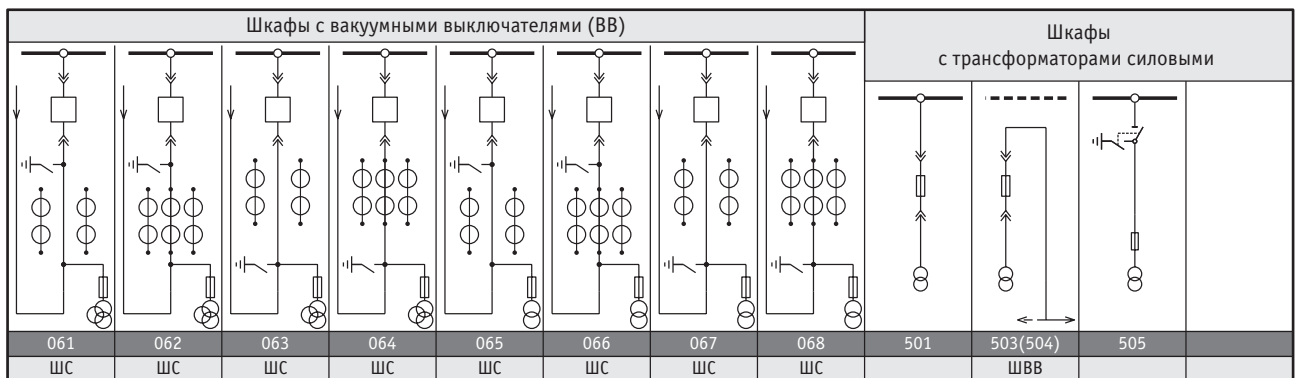 Шкафы с вакуумными выключателями (ВВ)
Шкафы
с трансформаторами силовыми
061 062 063 064 065 066 067 068 501 503(504) 505
ШС ШС ШС ШС ШС ШС ШС ШС ШВВ